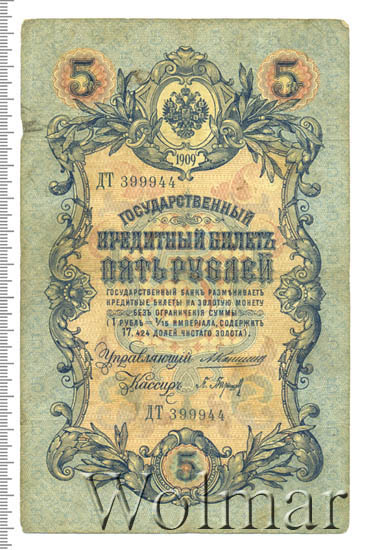 5 5
1909
ДТ 399944
ГОСУДАРСТВЕННЫЙ
КРЕДИТНЫЙ БИЛЕТЪ
ПЯТЬ РУБЛЕЙ
ГОСУДАРСТВЕННЫЙ БАНКЪ РАЗМѢНИВАЕТЪ
КРЕДИТНЫЕ БИЛЕТЫ НА ЗОЛОТУЮ МОНЕТУ
БЕЗЪ ОГРАНИЧЕНІЯ СУММЫ
(1 РУБЛЬ = 1/15 ИМПЕРІАЛА, СОДЕРЖИТЪ
17,424 ДОЛЕЙ ЧИСТАГО ЗОЛОТА).
Управляющій
Кассиръ
ДТ 399944
5
Wolmar